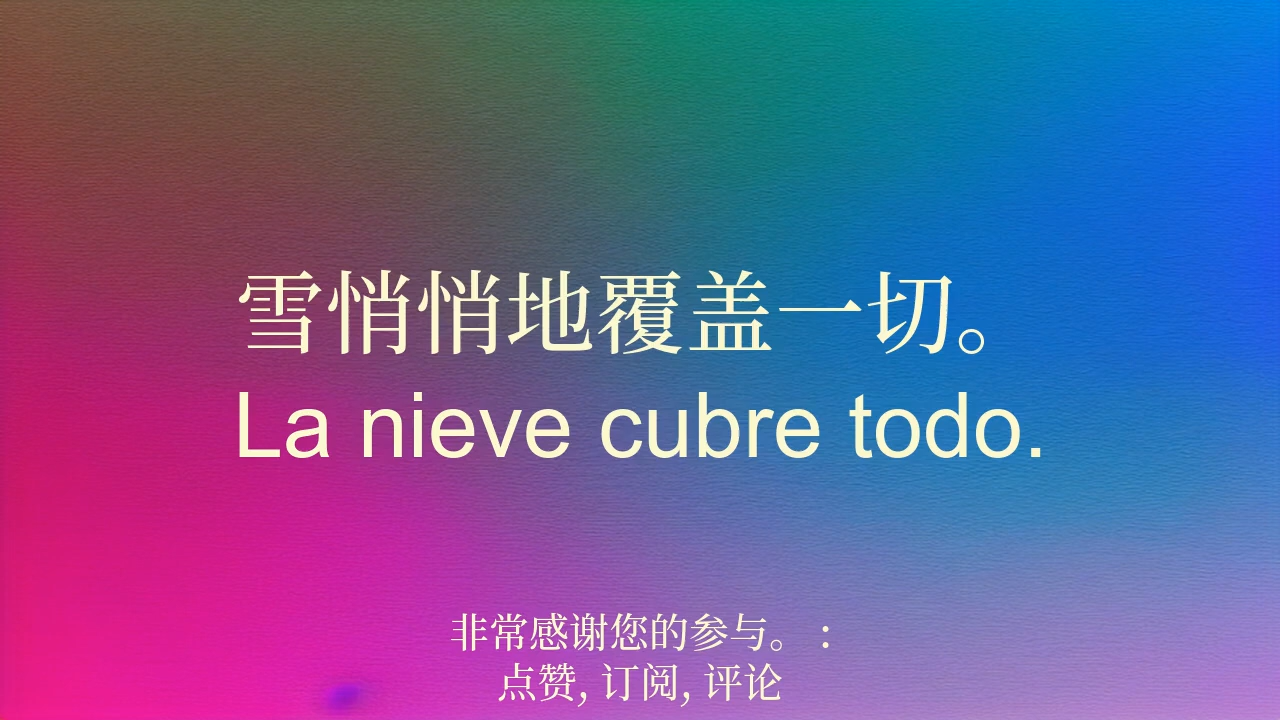 雪悄悄地覆盖一切。
La nieve cubre todo.
非常感谢您的参与。 :
点赞, 订阅, 评论